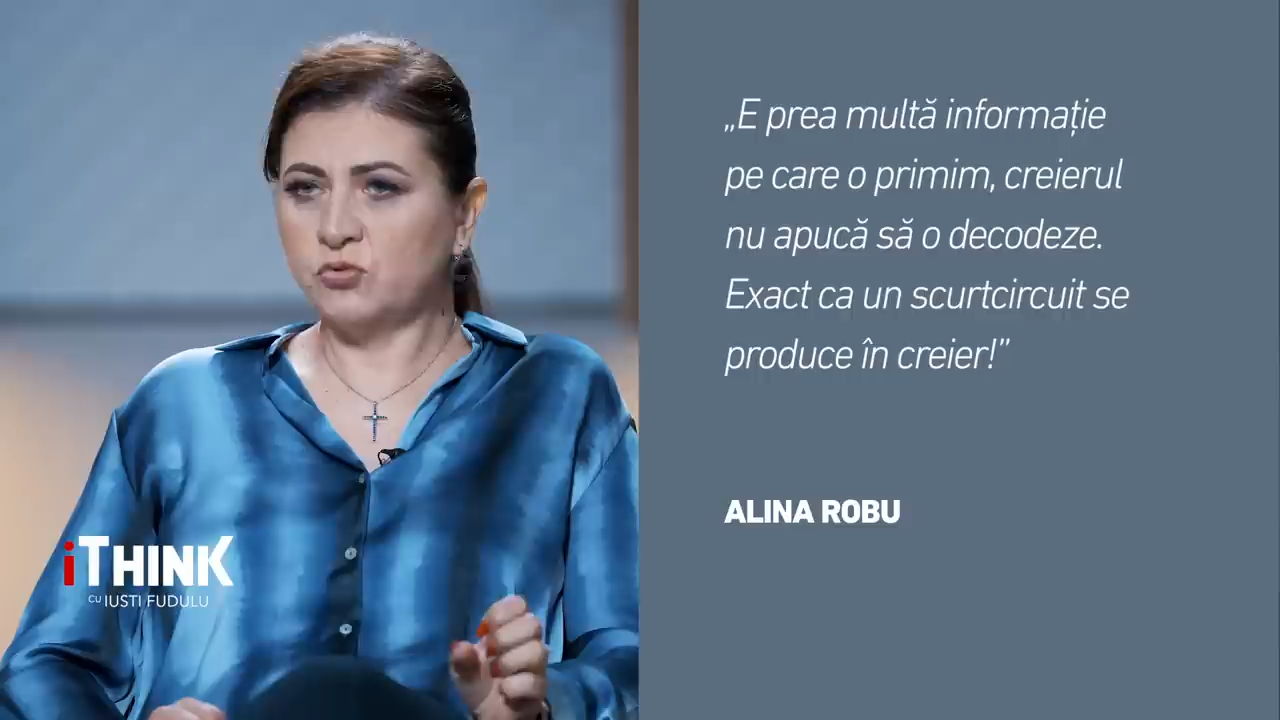 „E prea multă informație
pe care o primim, creierul
nu apucă să o decodeze.
Exact ca un scurtcircuit se
produce în creier!”
ALINA ROBU
iTHINK
CU IUSTI FUDULU